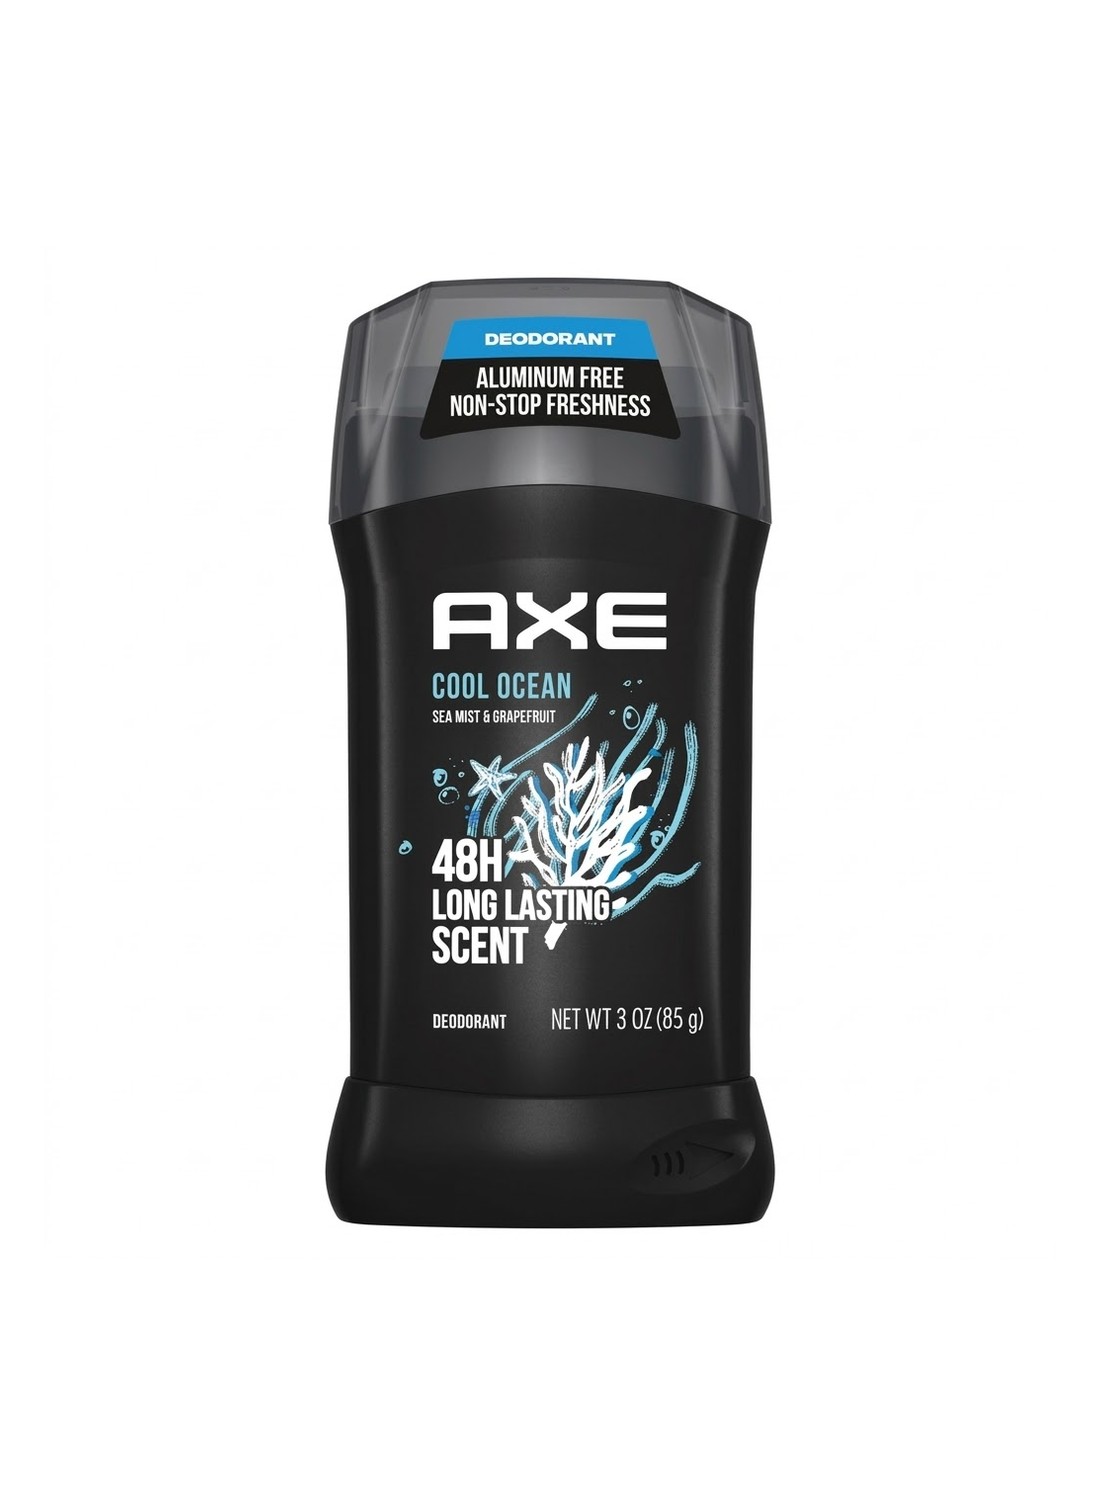 DEODORANT
ALUMINUM FREE
NON-STOP FRESHNESS
AXE
COOL OCEAN
SEA MIST & GRAPEFRUIT
48H
LONG LASTING
SCENT
DEODORANT NET WT 3 OZ (85 g)